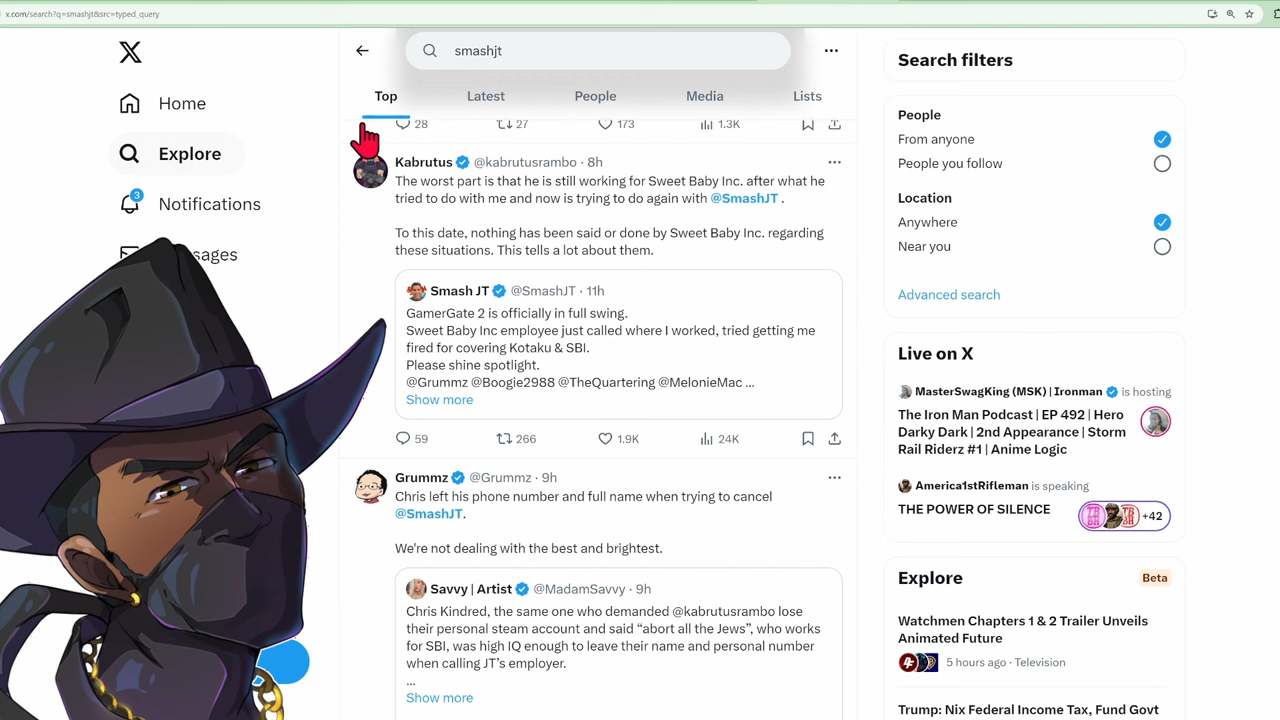 x.com/search?q=smashjt&src=typed_query
Home
Explore
3
Notifications
sages
smashjt
Top
Latest
People
Media
Lists
28
27
173
1.3K
Kabrutus @kabrutusrambo · 8h
The worst part is that he is still working for Sweet Baby Inc. after what he
tried to do with me and now is trying to do again with @SmashJT .
To this date, nothing has been said or done by Sweet Baby Inc. regarding
these situations. This tells a lot about them.
Smash JT @SmashJT · 11h
GamerGate 2 is officially in full swing.
Sweet Baby Inc employee just called where I worked, tried getting me
fired for covering Kotaku & SBI.
Please shine spotlight.
@Grummz @Boogie2988 @TheQuartering @MelonieMac ...
Show more
59
266
1.9K
24K
Grummz @Grummz · 9h
Chris left his phone number and full name when trying to cancel
@SmashJT.
We're not dealing with the best and brightest.
Savvy | Artist @MadamSavvy · 9h
Chris Kindred, the same one who demanded @kabrutusrambo lose
their personal steam account and said “abort all the Jews”, who works
for SBI, was high IQ enough to leave their name and personal number
when calling JT’s employer.
...
Show more
Search filters
People
From anyone
People you follow
Location
Anywhere
Near you
Advanced search
Live on X
MasterSwagKing (MSK) | Ironman is hosting
The Iron Man Podcast | EP 492 | Hero
Darky Dark | 2nd Appearance | Storm
Rail Riderz #1 | Anime Logic
America1stRifleman is speaking
THE POWER OF SILENCE
+42
Explore
Beta
Watchmen Chapters 1 & 2 Trailer Unveils
Animated Future
5 hours ago · Television
Trump: Nix Federal Income Tax, Fund Govt